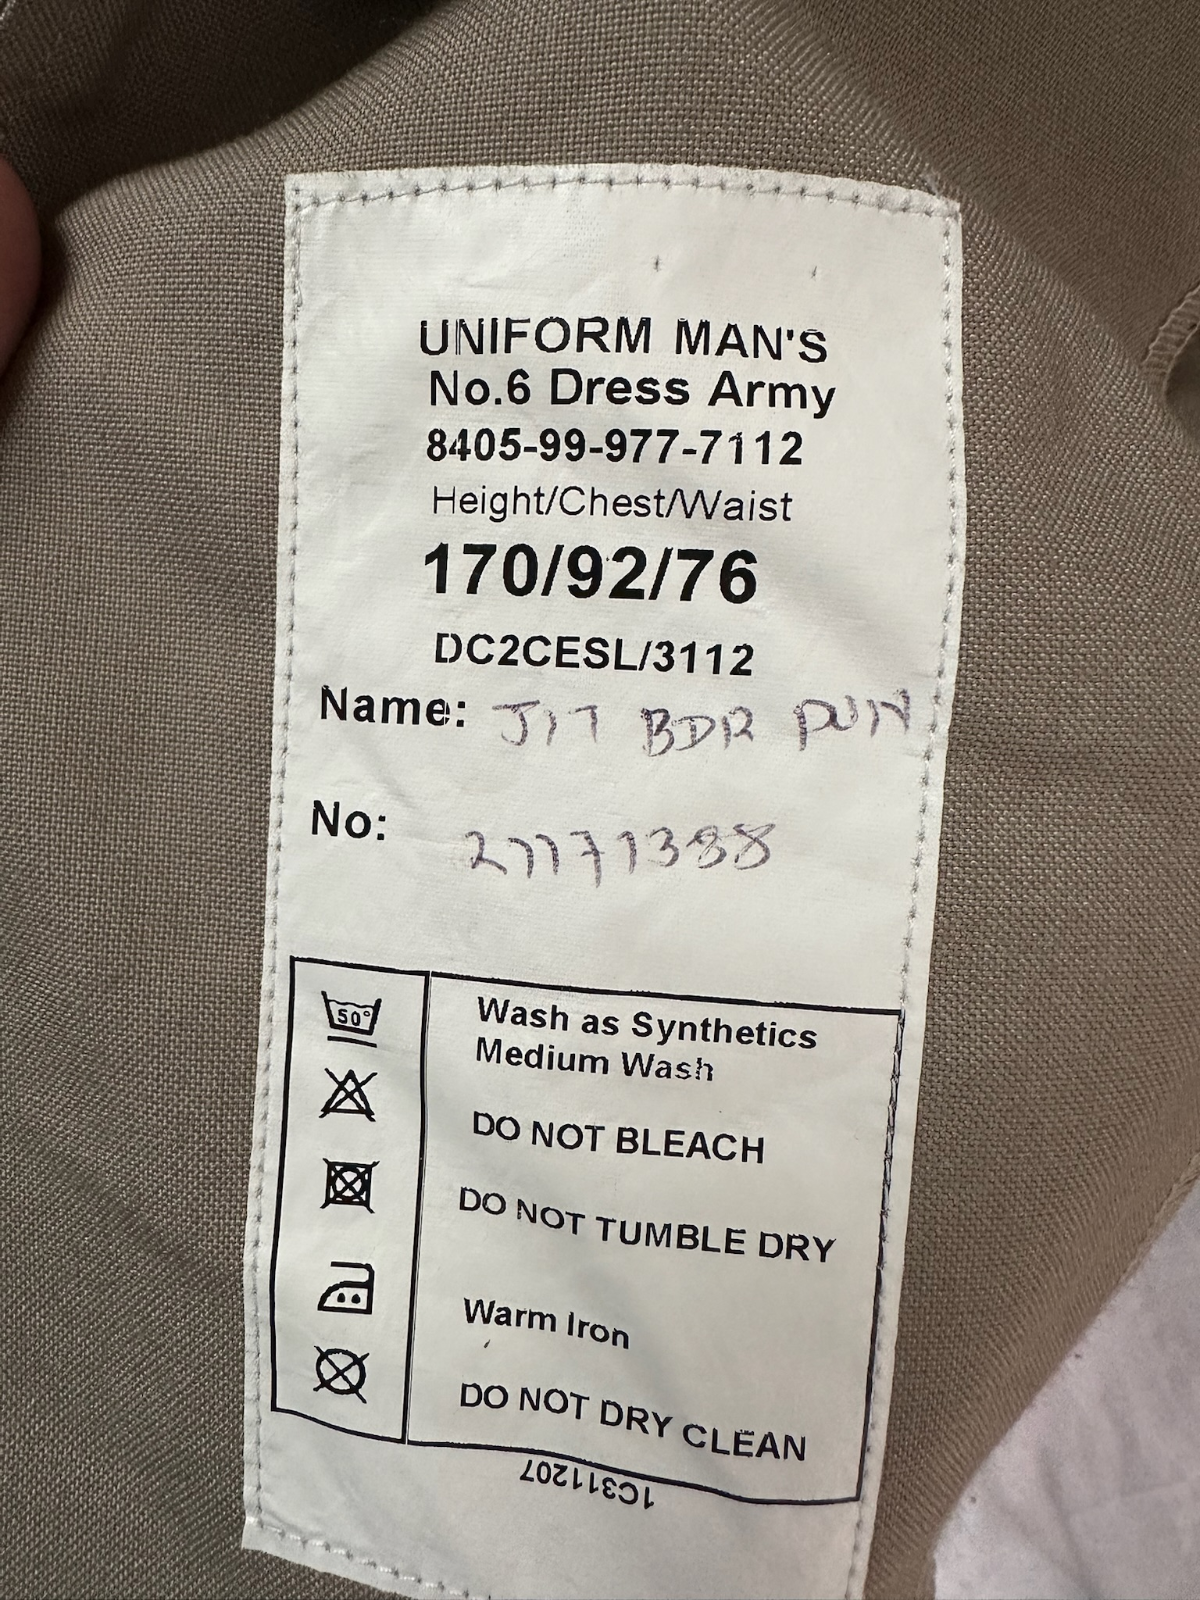 UNIFORM MAN'S
No.6 Dress Army
8405-99-977-7112
Height/Chest/Waist
170/92/76
DC2CESL/3112
Name: JIT BDR PUN
No:
50°
Wash as Synthetics
Medium Wash
DO NOT BLEACH
DO NOT TUMBLE DRY
Warm Iron
DO NOT DRY CLEAN
1C311207